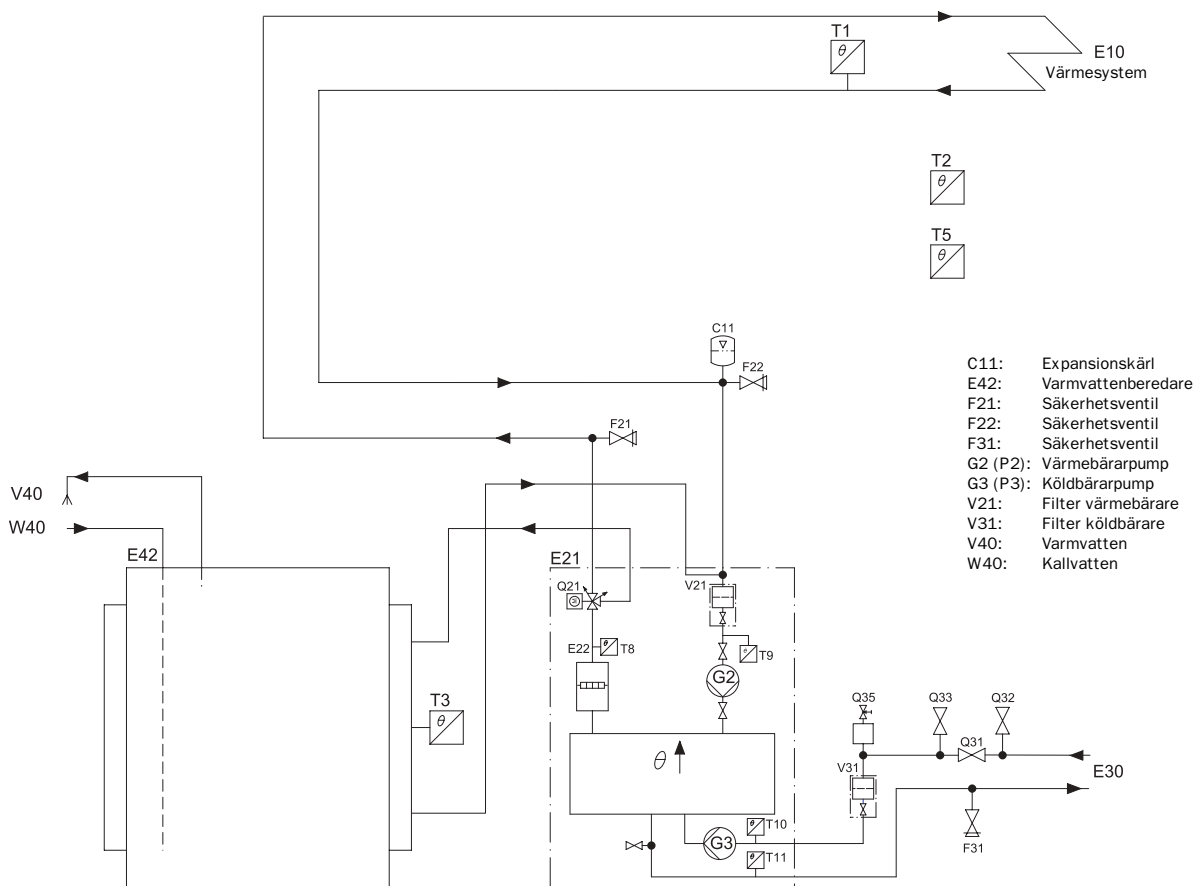 T1
θ
E10
Värmesystem
T2
θ
T5
θ
C11
F22
F21
C11: Expansionskärl
E42: Varmvattenberedare
F21: Säkerhetsventil
F22: Säkerhetsventil
F31: Säkerhetsventil
G2 (P2): Värmebärarpump
G3 (P3): Köldbärarpump
V21: Filter värmebärare
V31: Filter köldbärare
V40: Varmvatten
W40: Kallvatten
V40
W40
E42
E21
Q21
M
V21
E22
θ
T8
θ
T9
G2
T3
θ
θ
Q35
Q33
Q32
Q31
V31
E30
θ
T10
G3
θ
T11
F31